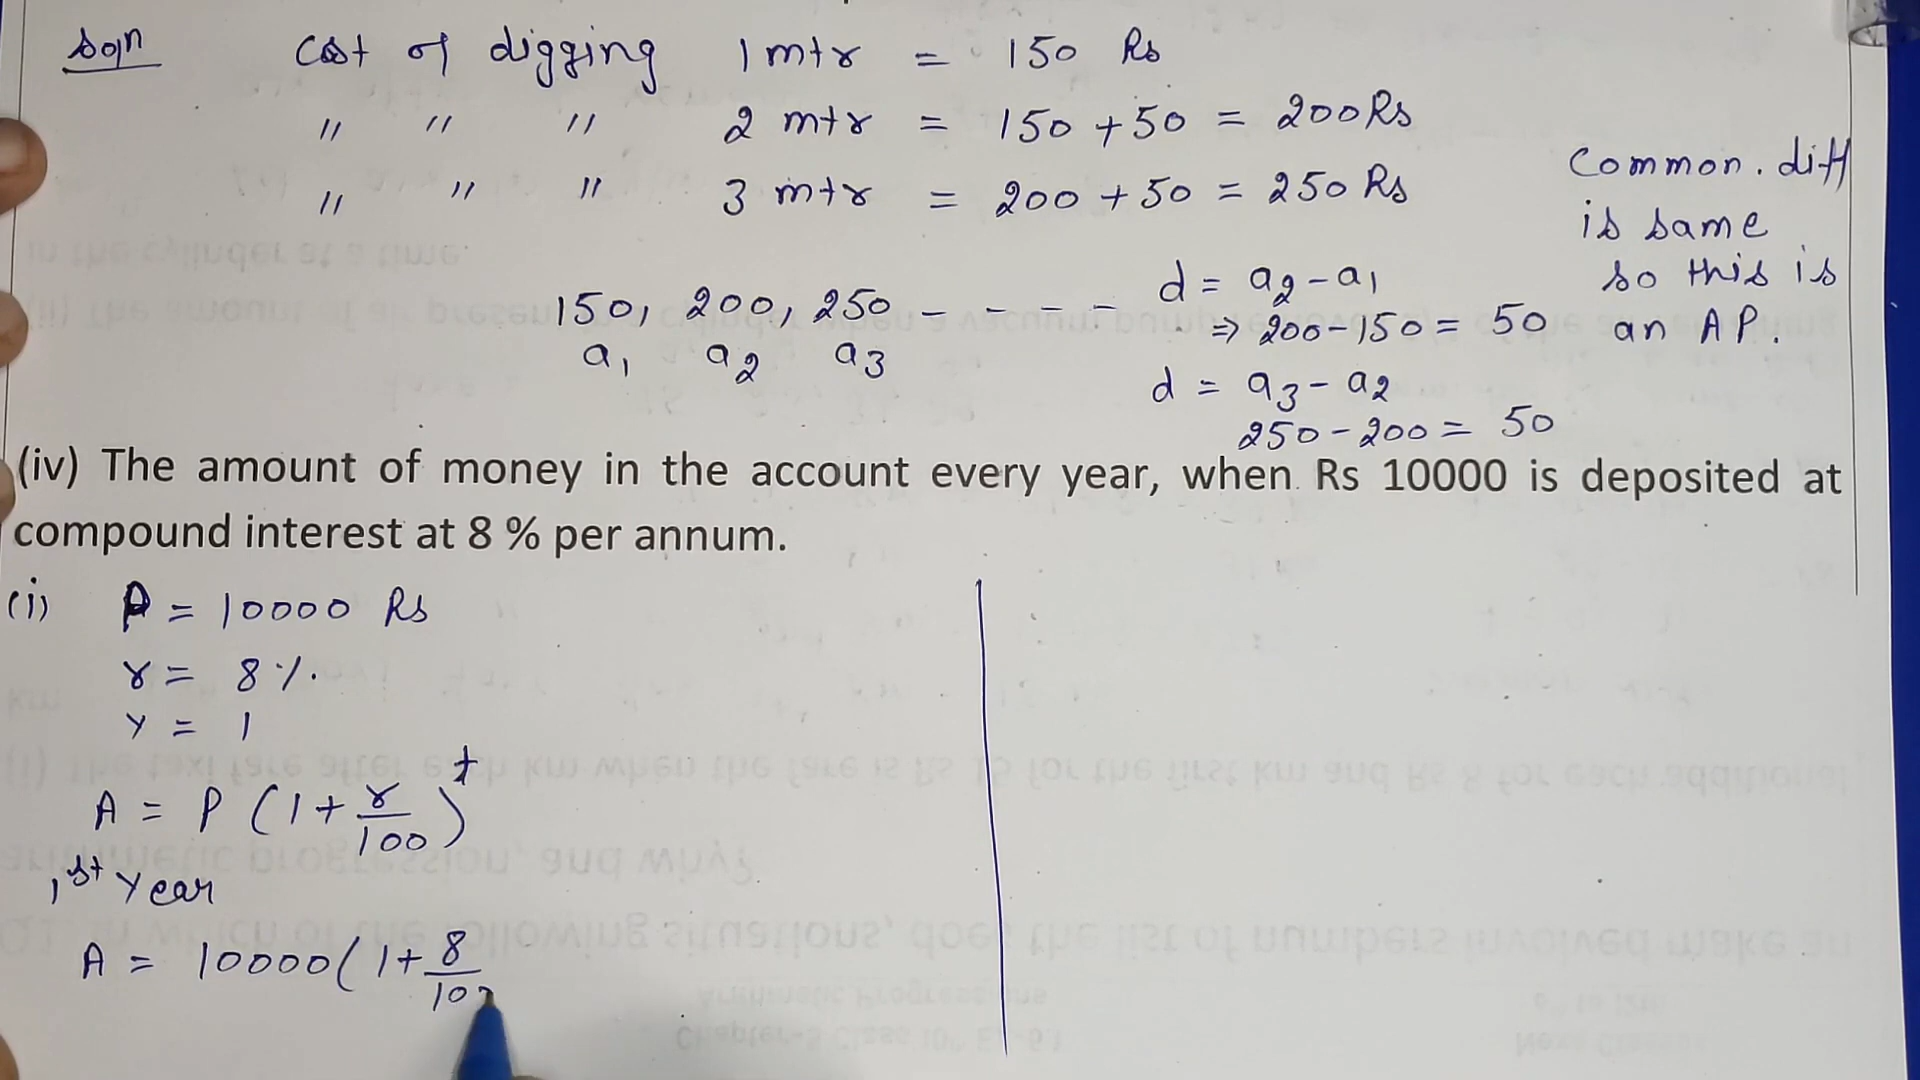 Soln Cost of digging 1 mtr = 150 Rs
" " " 2 mtr = 150 + 50 = 200 Rs
" " " 3 mtr = 200 + 50 = 250 Rs
Common. diff
is same
so this is
an AP.
150, 200, 250 - - - -
a1 a2 a3
d = a2 - a1
⇒ 200 - 150 = 50
d = a3 - a2
250 - 200 = 50
(iv) The amount of money in the account every year, when Rs 10000 is deposited at
compound interest at 8 % per annum.
(i) P = 10000 Rs
r = 8 %.
Y = 1
A = P (1 + r/100)^t
1st Year
A = 10000 (1 + 8/10